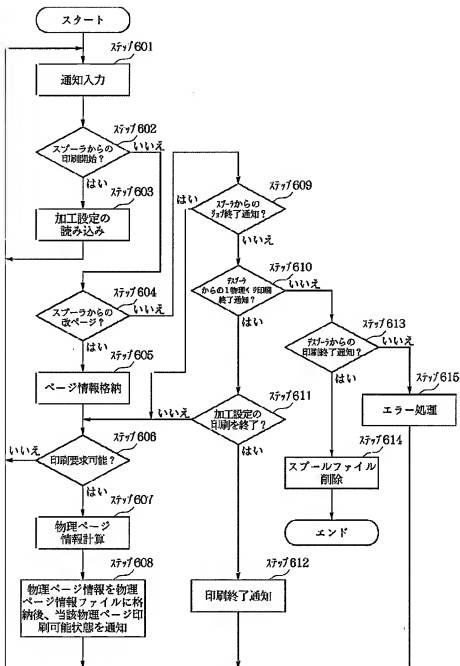 スタート
ステップ601
通知入力
ステップ602
スプーラからの
印刷開始?
いいえ
はい
ステップ603
加工設定の
読み込み
ステップ604
スプーラからの
改ページ?
いいえ
はい
ステップ605
ページ情報格納
ステップ606
印刷要求可能?
いいえ
はい
ステップ607
物理ページ
情報計算
ステップ608
物理ページ情報を物理
ページ情報ファイルに格
納後、当該物理ページ印
刷可能状態を通知
ステップ609
スプーラからの
ジョブ終了通知?
はい
いいえ
ステップ610
デスプーラ
からの1物理ページ印刷
終了通知?
いいえ
はい
ステップ611
加工設定の
印刷を終了?
いいえ
はい
ステップ612
印刷終了通知
ステップ613
デスプーラからの
印刷終了通知?
いいえ
はい
ステップ614
スプールファイル
削除
エンド
ステップ615
エラー処理